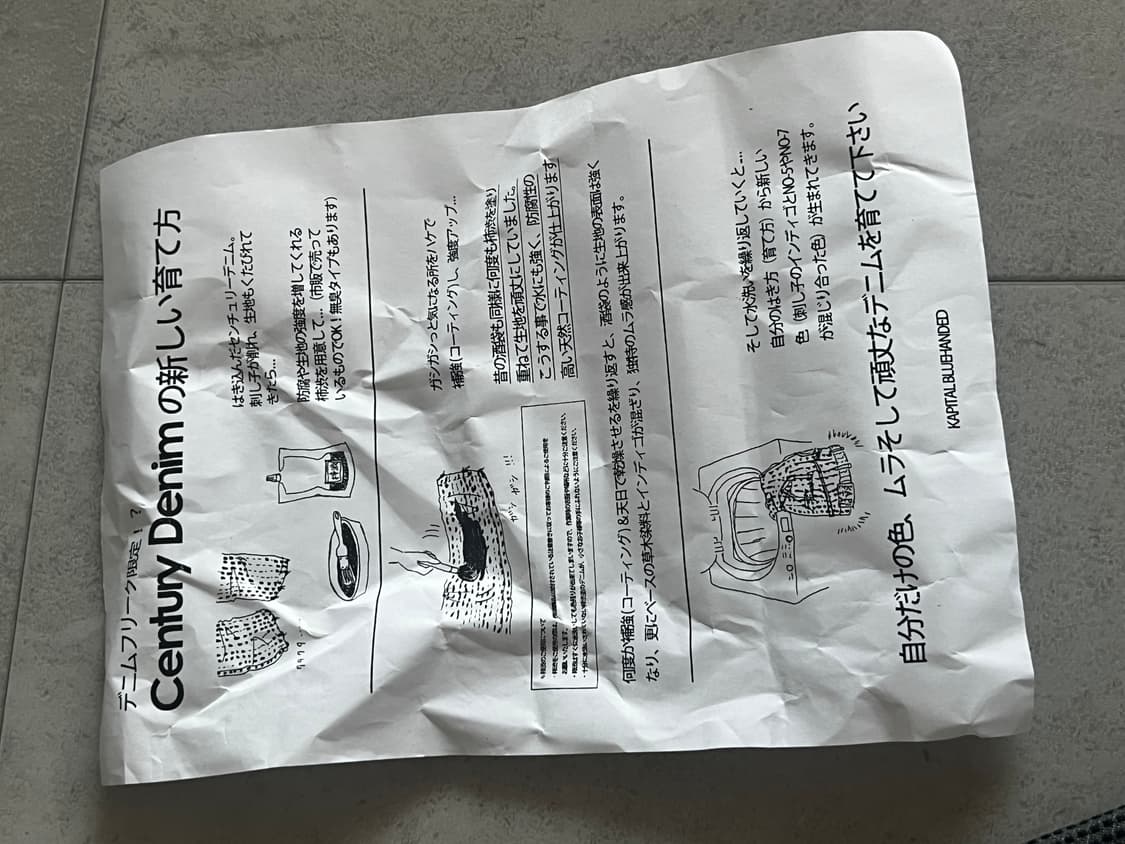 デニムフリーク限定！？
Century Denim の新しい育て方
はき込んだセンチュリーデニム。
刺し子が削れ、生地もくたびれて
きたら…
防腐や生地の強度を増してくれる
柿渋を用意して…（市販で売って
いるものでOK！無臭タイプもあります）
柿渋
ガシガシっと気になる所をハケで
補強(コーティング)し、強度アップ…
昔の酒袋も同様に何度も柿渋を塗り
重ねて生地を頑丈にしていました。
こうする事で水にも強く、防腐性の
高い天然コーティングが仕上がります
ガシ ガシ !!!
何度か補強(コーティング)&天日で乾燥させるを繰り返すと、酒袋のように生地の表面は強く
なり、更にベースの草木染料とインディゴが混ざり、独特のムラ感が出来上がります。
そして水洗いを繰り返していくと…
自分のはき方（育て方）から新しい
色（刺し子のインディゴとNO-5やNO-7
が混じり合った色）が生まれてきます。
自分だけの色、ムラそして頑丈なデニムを育てて下さい
KAPITAL BLUEHANDED